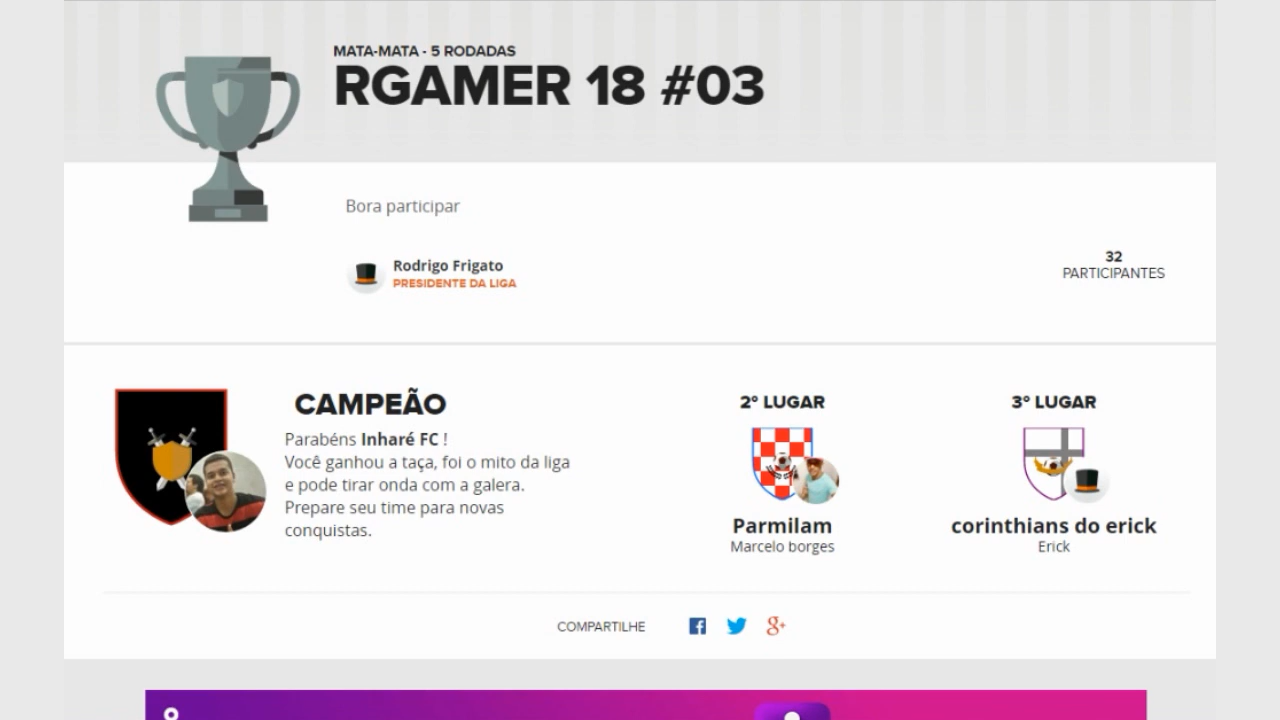 MATA-MATA - 5 RODADAS
RGAMER 18 #03
Bora participar
Rodrigo Frigato
PRESIDENTE DA LIGA
32
PARTICIPANTES
CAMPEÃO
Parabéns Inharé FC !
Você ganhou a taça, foi o mito da liga
e pode tirar onda com a galera.
Prepare seu time para novas
conquistas.
2º LUGAR
Parmilam
Marcelo borges
3º LUGAR
corinthians do erick
Erick
COMPARTILHE